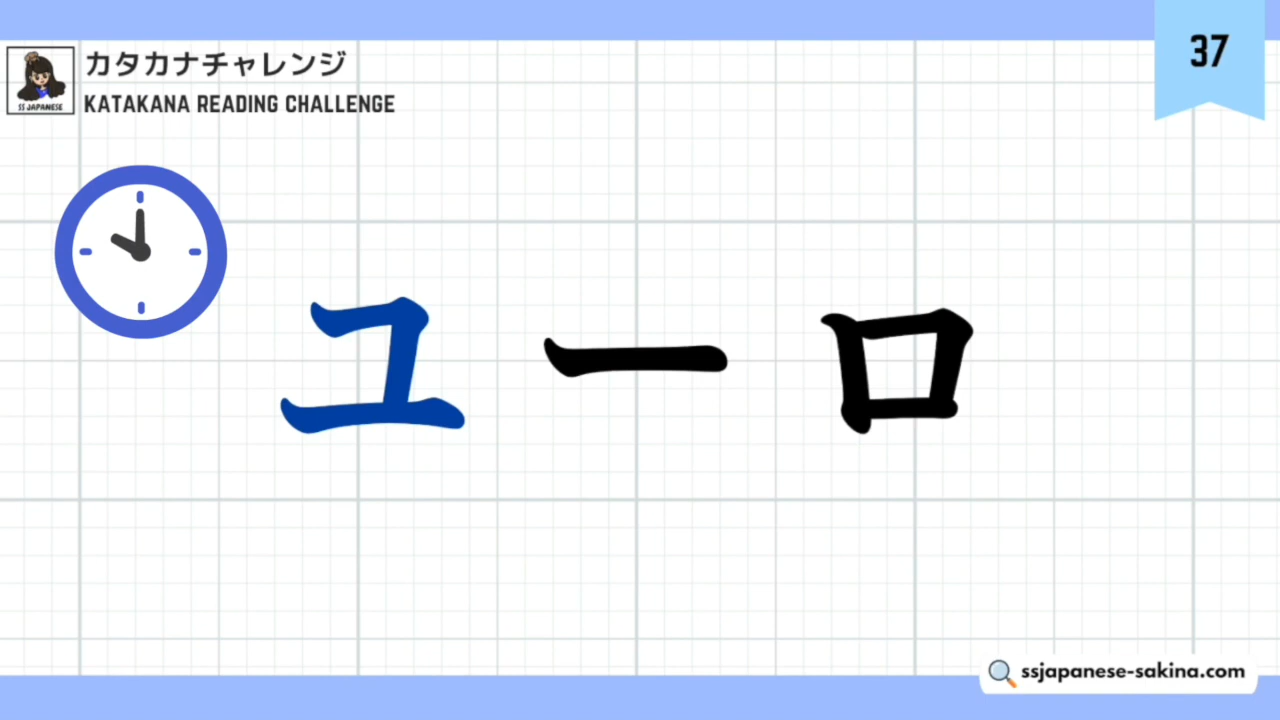 カタカナチャレンジ
KATAKANA READING CHALLENGE
SS JAPANESE
37
ユーロ
ssjapanese-sakina.com